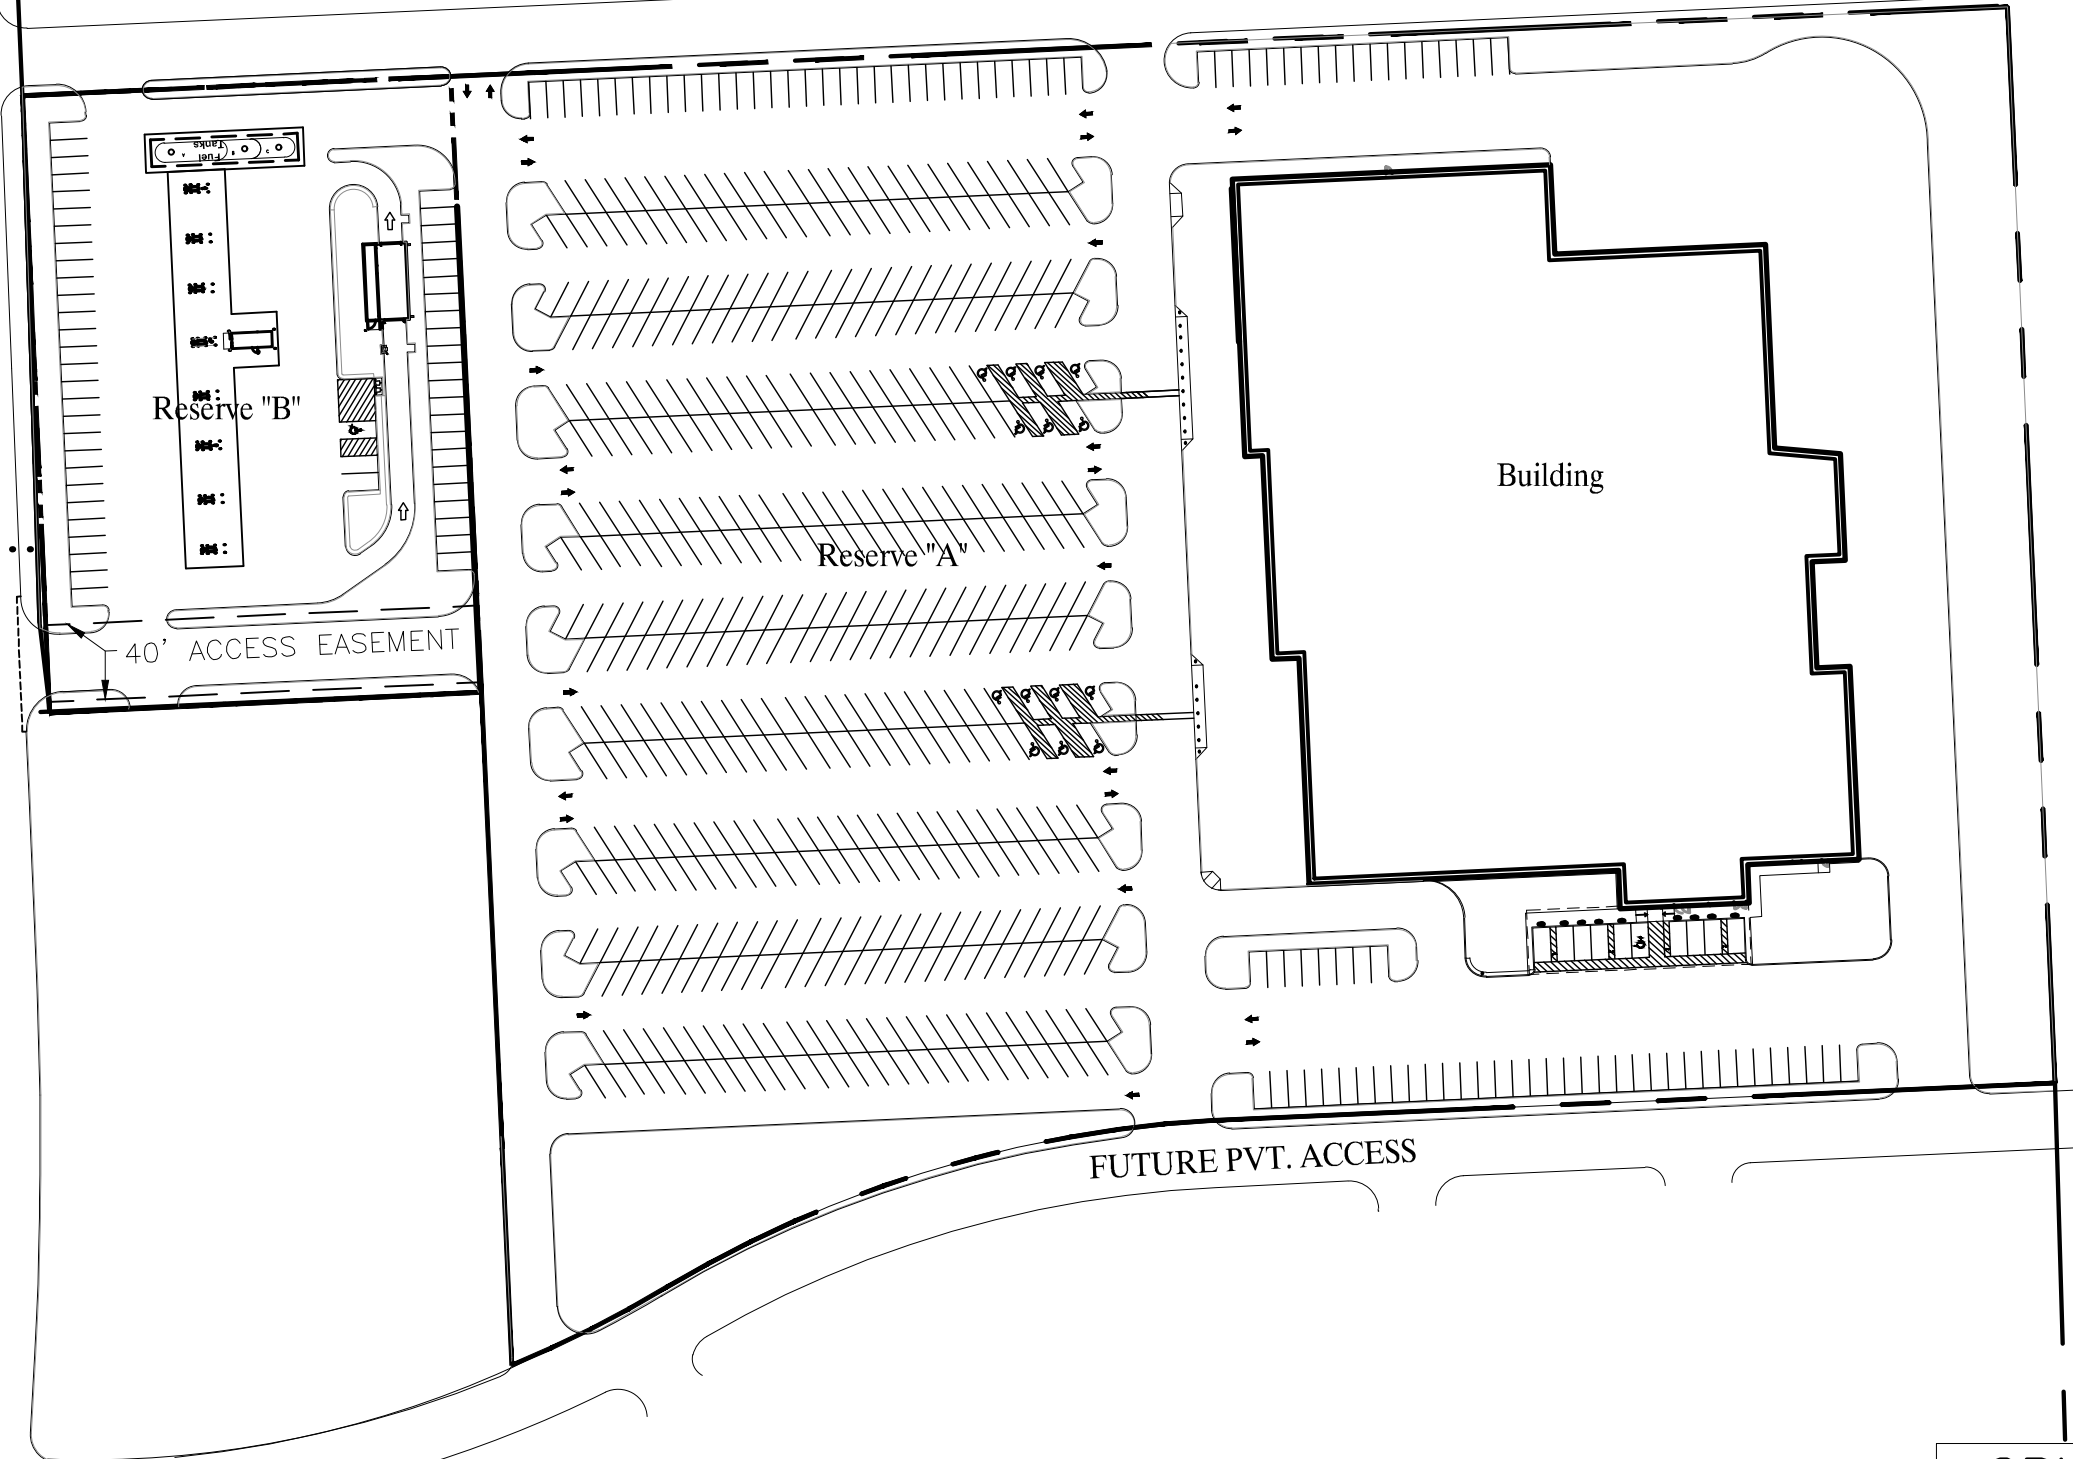 Fuel
Tanks
Reserve "B"
Building
Reserve "A"
40' ACCESS EASEMENT
FUTURE PVT. ACCESS